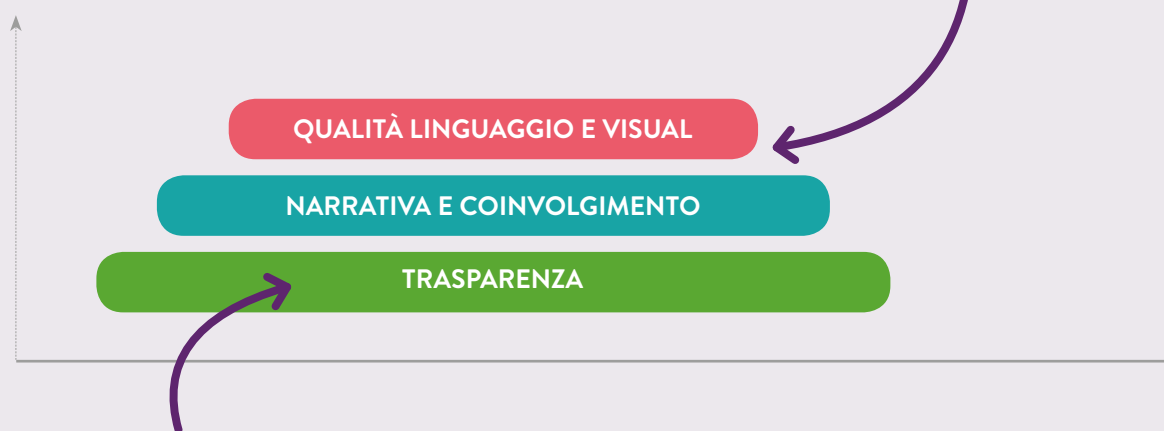 QUALITÀ LINGUAGGIO E VISUAL
NARRATIVA E COINVOLGIMENTO
TRASPARENZA